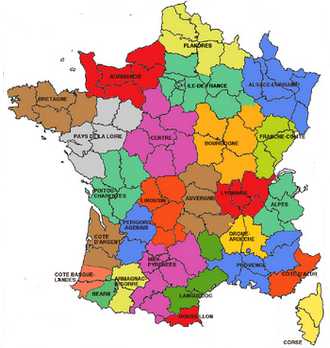 FLANDRES
NORMANDIE
ILE-DE-FRANCE
ALSACE-LORRAINE
BRETAGNE
PAYS DE LA LOIRE
CENTRE
BOURGOGNE
FRANCHE-COMTE
POITOU-
CHARENTES
LIMOUSIN
AUVERGNE
LYONNAIS
ALPES
PERIGORD
AGENAIS
COTE
D'ARGENT
DROME-
ARDECHE
MIDI-
PYRENEES
PROVENCE
COTE D'AZUR
COTE BASQUE-
LANDES
ARMAGNAC-
BIGORRE
BEARN
LANGUEDOC
ROUSSILLON
CORSE